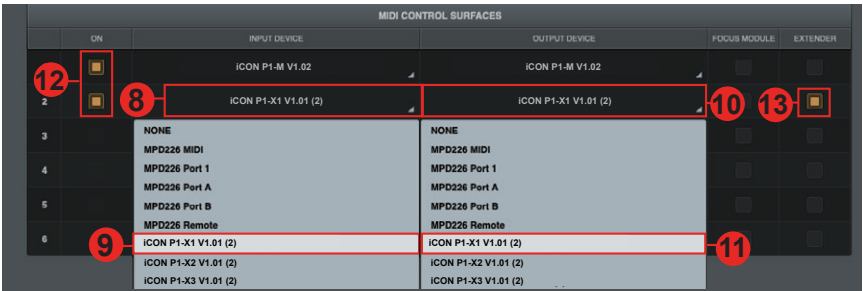 MIDI CONTROL SURFACES
ON INPUT DEVICE OUTPUT DEVICE FOCUS MODULE EXTENDER
12 iCON P1-M V1.02 iCON P1-M V1.02
2 8 iCON P1-X1 V1.01 (2) iCON P1-X1 V1.01 (2) 10 13
3 NONE NONE
MPD226 MIDI MPD226 MIDI
4 MPD226 Port 1 MPD226 Port 1
MPD226 Port A MPD226 Port A
5 MPD226 Port B MPD226 Port B
MPD226 Remote MPD226 Remote
6 9 iCON P1-X1 V1.01 (2) iCON P1-X1 V1.01 (2) 11
iCON P1-X2 V1.01 (2) iCON P1-X2 V1.01 (2)
iCON P1-X3 V1.01 (2) iCON P1-X3 V1.01 (2)